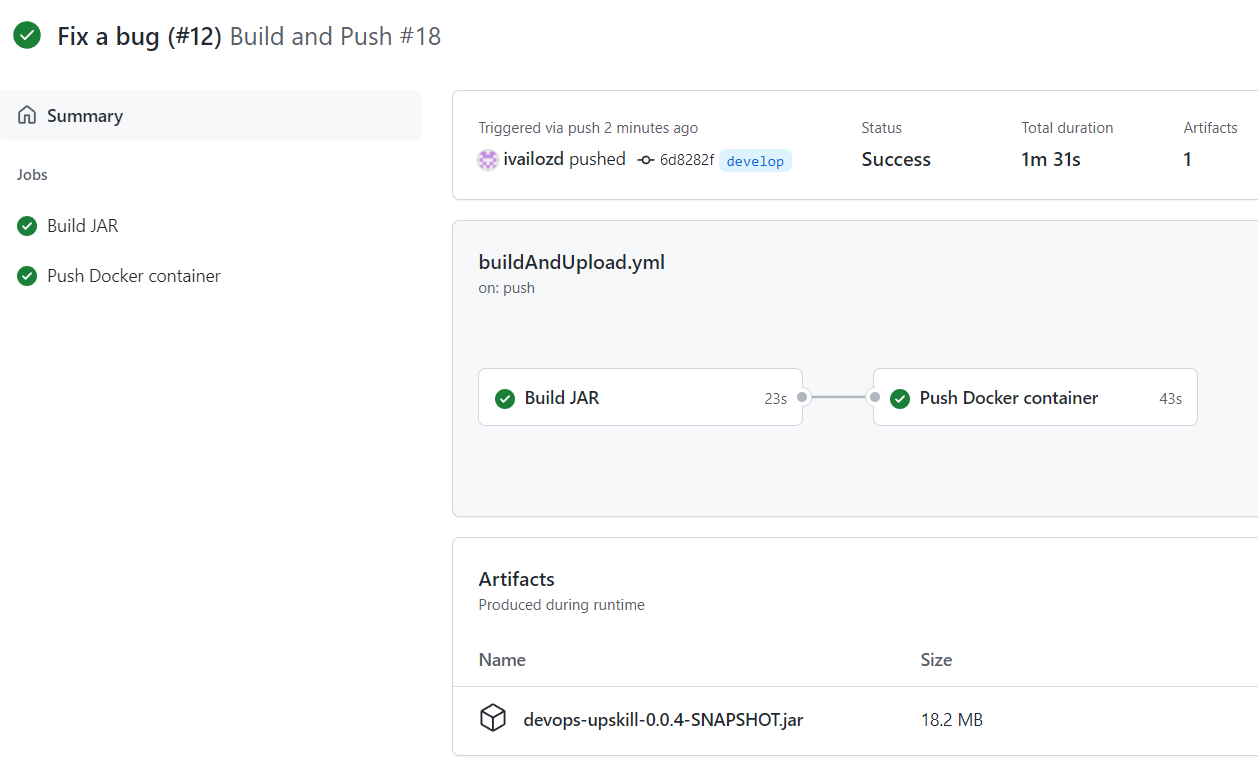 Fix a bug (#12) Build and Push #18
Summary
Jobs
Build JAR
Push Docker container
Triggered via push 2 minutes ago
ivailozd pushed 6d8282f develop
Status
Success
Total duration
1m 31s
Artifacts
1
buildAndUpload.yml
on: push
Build JAR 23s
Push Docker container 43s
Artifacts
Produced during runtime
Name Size
devops-upskill-0.0.4-SNAPSHOT.jar 18.2 MB